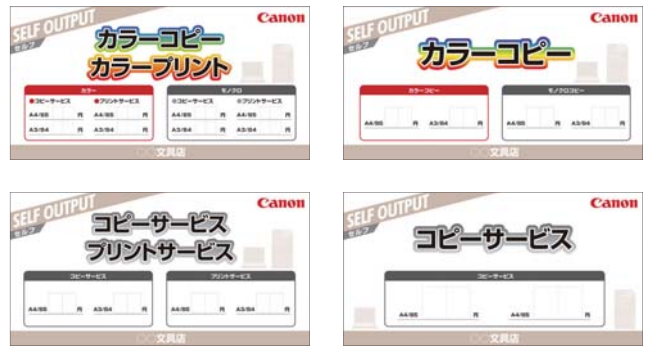 SELF OUTPUT
セルフ
Canon
カラーコピー
カラープリント
カラー
●コピーサービス ●プリントサービス
A4/B5 円 A4/B5 円
A3/B4 円 A3/B4 円
モノクロ
●コピーサービス ●プリントサービス
A4/B5 円 A4/B5 円
A3/B4 円 A3/B4 円
〇〇文具店
SELF OUTPUT
セルフ
Canon
カラーコピー
カラーコピー
A4/B5 円 A3/B4 円
モノクロコピー
A4/B5 円 A3/B4 円
〇〇文具店
SELF OUTPUT
セルフ
Canon
コピーサービス
プリントサービス
コピーサービス
A4/B5 円 A3/B4 円
プリントサービス
A4/B5 円 A3/B4 円
〇〇文具店
SELF OUTPUT
セルフ
Canon
コピーサービス
コピーサービス
A4/B5 円 A4/B5 円
〇〇文具店